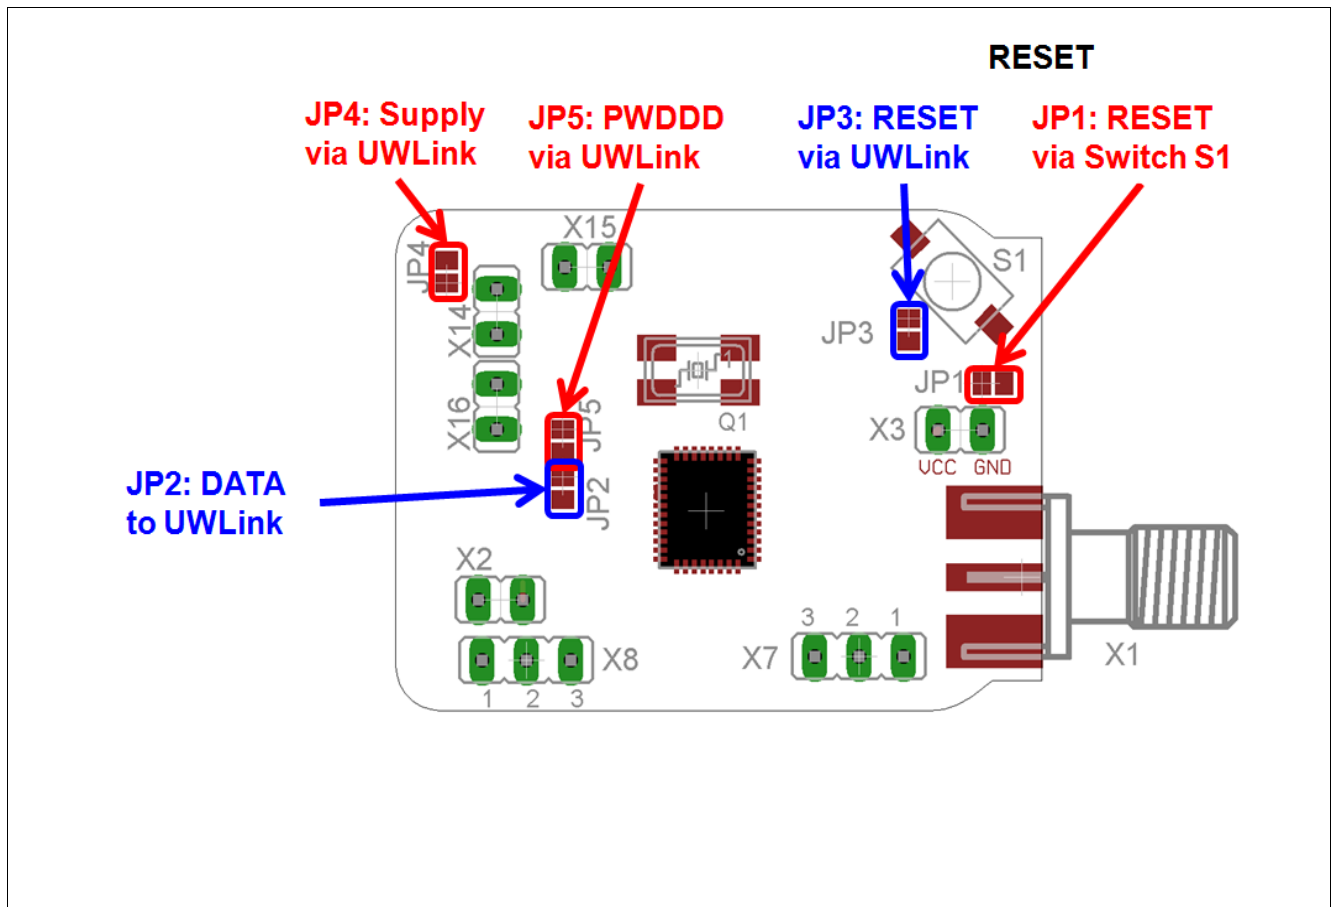 RESET
JP4: Supply
via UWLink
JP5: PWDDD
via UWLink
JP3: RESET
via UWLink
JP1: RESET
via Switch S1
X15
JP4
S1
X14
JP3
1
JP1
X16
JP5
Q1
X3
VCC GND
JP2: DATA
to UWLink
JP2
X2
3 2 1
X8
X7
X1
1 2 3